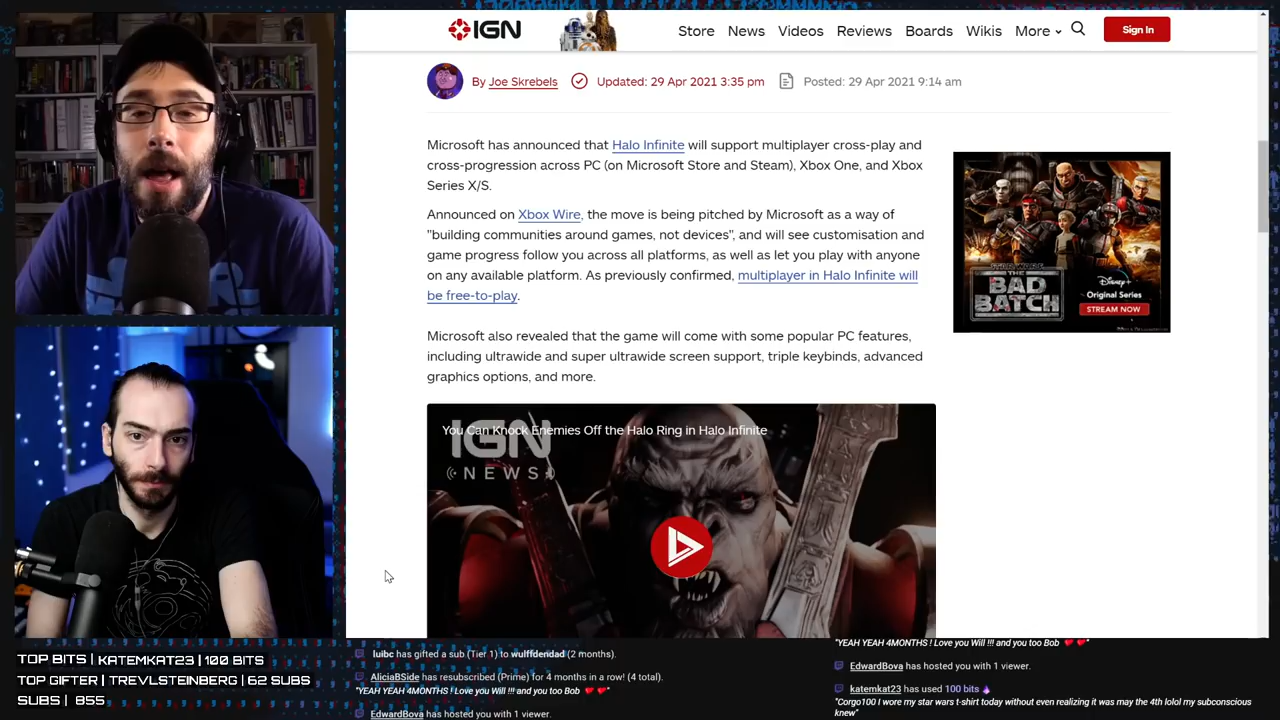 IGN
Store News Videos Reviews Boards Wikis More Sign In
By Joe Skrebels Updated: 29 Apr 2021 3:35 pm Posted: 29 Apr 2021 9:14 am
Microsoft has announced that Halo Infinite will support multiplayer cross-play and
cross-progression across PC (on Microsoft Store and Steam), Xbox One, and Xbox
Series X/S.
Announced on Xbox Wire, the move is being pitched by Microsoft as a way of
"building communities around games, not devices", and will see customisation and
game progress follow you across all platforms, as well as let you play with anyone
on any available platform. As previously confirmed, multiplayer in Halo Infinite will
be free-to-play.
Microsoft also revealed that the game will come with some popular PC features,
including ultrawide and super ultrawide screen support, triple keybinds, advanced
graphics options, and more.
STAR WARS
THE
BAD
BATCH
Disney+
Original Series
STREAM NOW
You Can Knock Enemies Off the Halo Ring in Halo Infinite
IGN
NEWS
TOP BITS | KATEMKAT23 | 100 BITS
TOP GIFTER | TREVLSTEINBERG | 62 SUBS
SUBS | 855
luibc has gifted a sub (Tier 1) to wulffdendad (2 months).
AliciaBSide has resubscribed (Prime) for 4 months in a row! (4 total).
"YEAH YEAH 4MONTHS ! Love you Will !!! and you too Bob ❤️ ❤️"
EdwardBova has hosted you with 1 viewer.
"YEAH YEAH 4MONTHS ! Love you Will !!! and you too Bob ❤️ ❤️"
EdwardBova has hosted you with 1 viewer.
katemkat23 has used 100 bits
"Corgo100 I wore my star wars t-shirt today without even realizing it was may the 4th lolol my subconscious
knew"